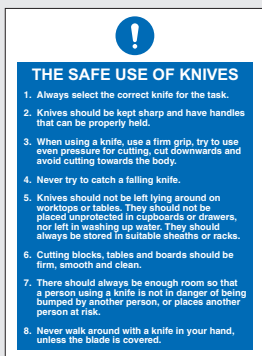 THE SAFE USE OF KNIVES
1. Always select the correct knife for the task.
2. Knives should be kept sharp and have handles
that can be properly held.
3. When using a knife, use a firm grip, try to use
even pressure for cutting, cut downwards and
avoid cutting towards the body.
4. Never try to catch a falling knife.
5. Knives should not be left lying around on
worktops or tables. They should not be
placed unprotected in cupboards or drawers,
nor left in washing up water. They should
always be stored in suitable sheaths or racks.
6. Cutting blocks, tables and boards should be
firm, smooth and clean.
7. There should always be enough room so that
a person using a knife is not in danger of being
bumped by another person, or places another
person at risk.
8. Never walk around with a knife in your hand,
unless the blade is covered.